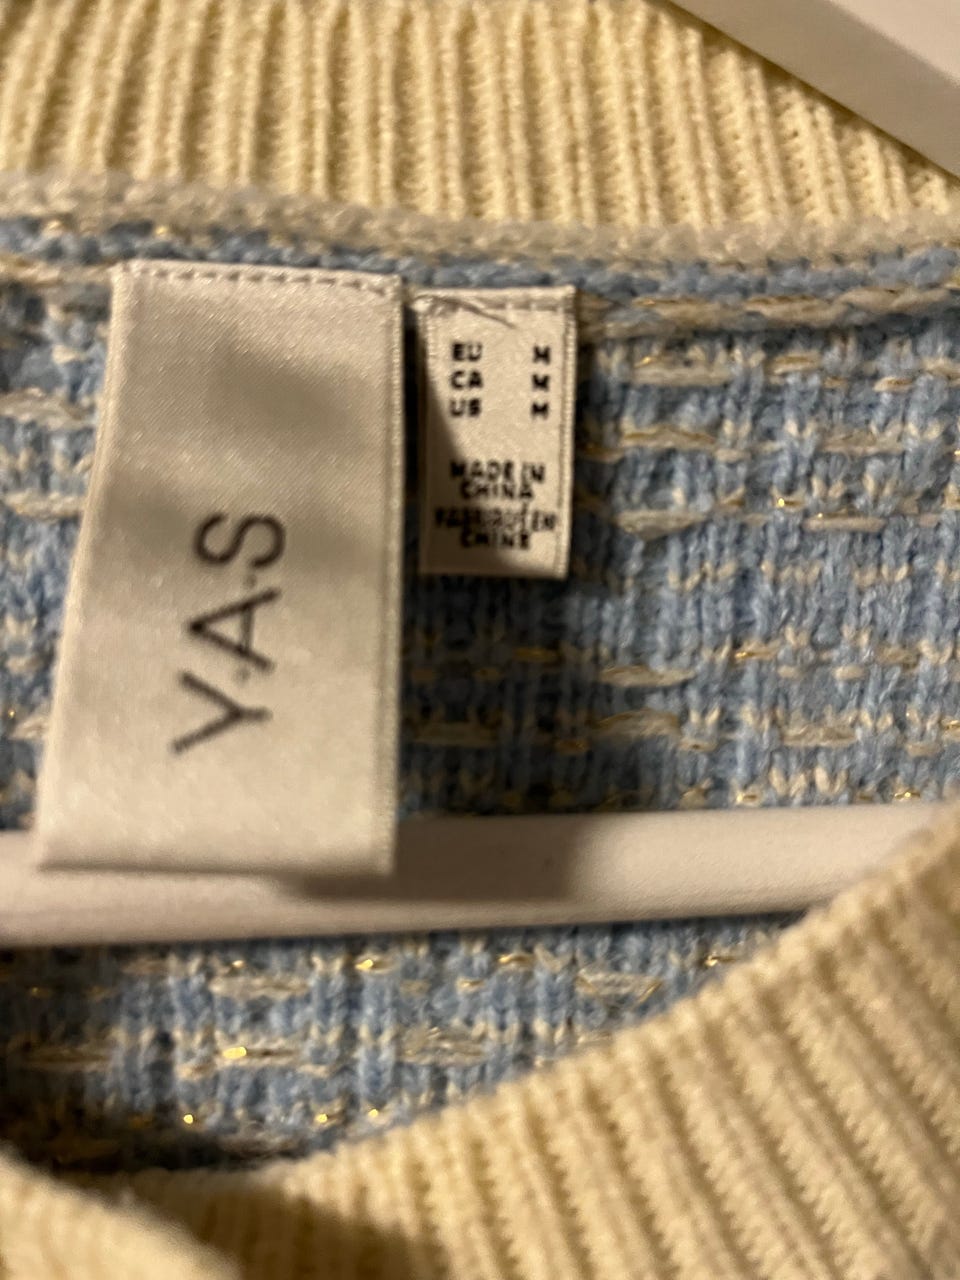 Y·A·S
EU M
CA M
US M
MADE IN
CHINA
FABRIQUÉ EN
CHINE